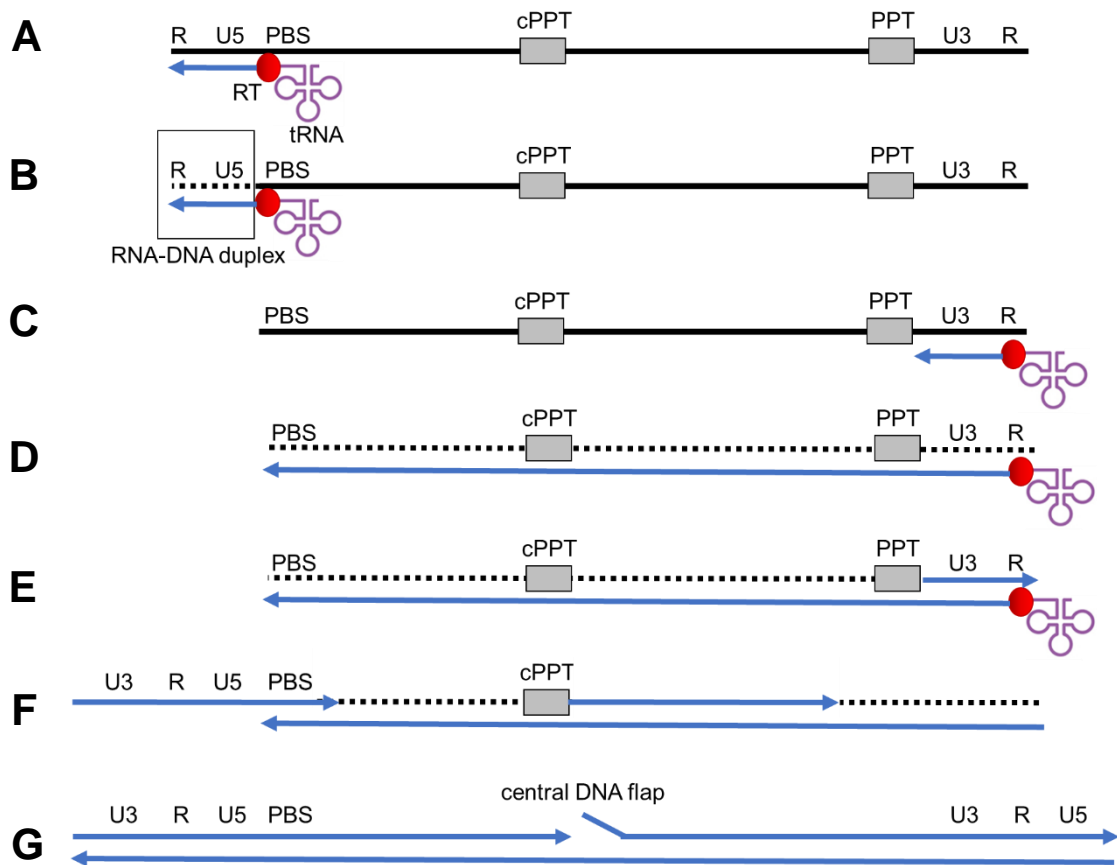 A
R U5 PBS cPPT PPT U3 R
RT
tRNA
B
R U5 PBS cPPT PPT U3 R
RNA-DNA duplex
C
PBS cPPT PPT U3 R
D
PBS cPPT PPT U3 R
E
PBS cPPT PPT U3 R
F
U3 R U5 PBS cPPT
central DNA flap
G
U3 R U5 PBS U3 R U5